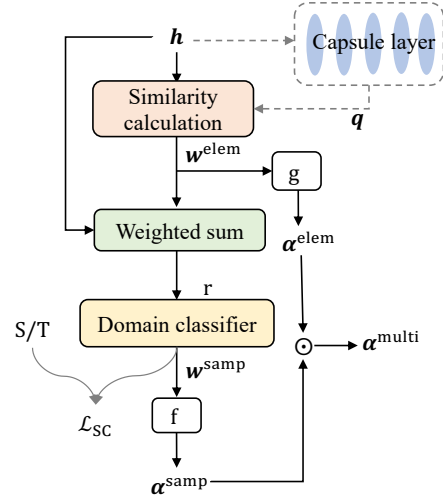 h
Capsule layer
Similarity
calculation
q
w^elem
g
Weighted sum
α^elem
r
S/T
Domain classifier
⊙
α^multi
w^samp
ℒ_SC
f
α^samp